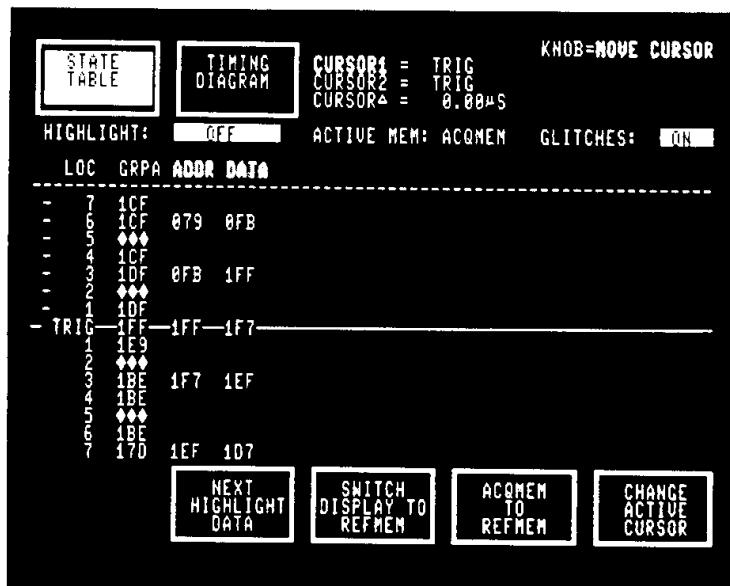 STATE TABLE
TIMING DIAGRAM
CURSOR1 = TRIG
CURSOR2 = TRIG
CURSOR△ = 0.00µS
KNOB=MOVE CURSOR
HIGHLIGHT: OFF ACTIVE MEM: ACQMEM GLITCHES: ON
LOC GRPA ADDR DATA
- 7 1CF
- 6 1CF 079 0FB
- 5 ♦♦♦
- 4 1CF
- 3 1DF 0FB 1FF
- 2 ♦♦♦
- 1 1DF
- TRIG—1FF—1FF—1F7
1 1E9
2 ♦♦♦
3 1BE 1F7 1EF
4 1BE
5 ♦♦♦
6 1BE
7 17D 1EF 1D7
NEXT HIGHLIGHT DATA
SWITCH DISPLAY TO REFMEM
ACQMEM TO REFMEM
CHANGE ACTIVE CURSOR